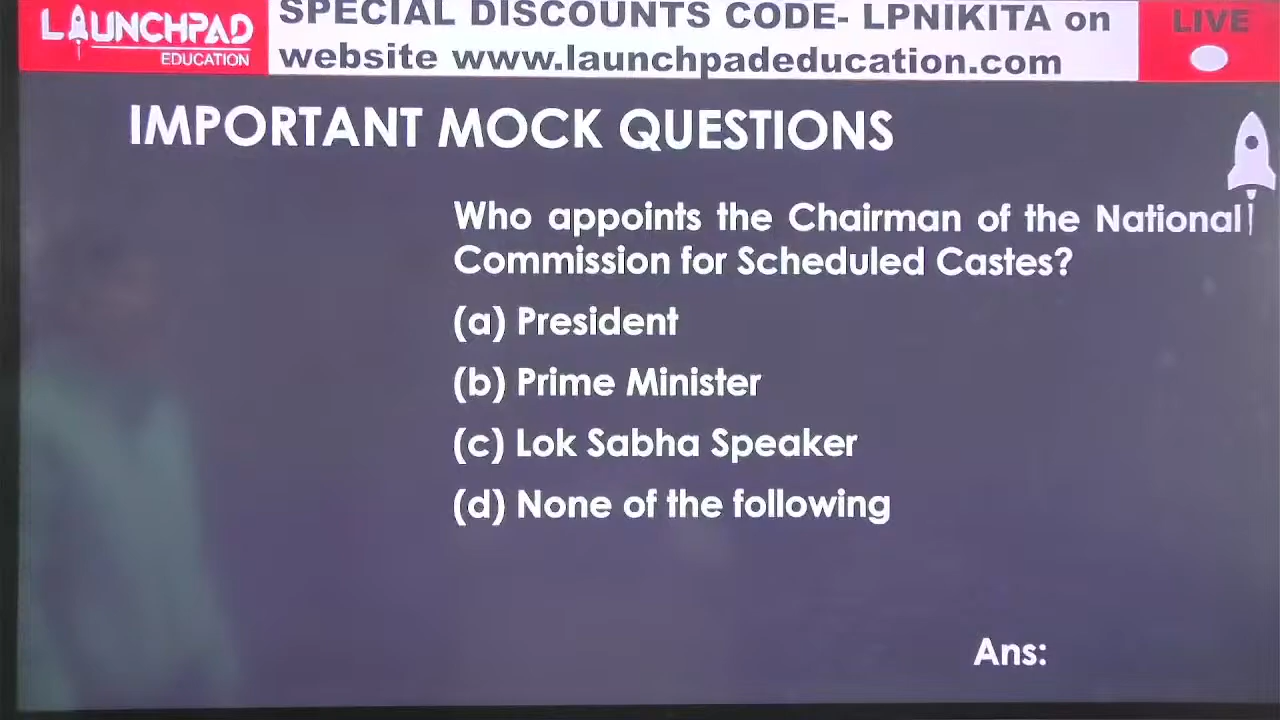 LAUNCHPAD
EDUCATION
SPECIAL DISCOUNTS CODE- LPNIKITA on
website www.launchpadeducation.com
LIVE
IMPORTANT MOCK QUESTIONS
Who appoints the Chairman of the National
Commission for Scheduled Castes?
(a) President
(b) Prime Minister
(c) Lok Sabha Speaker
(d) None of the following
Ans: